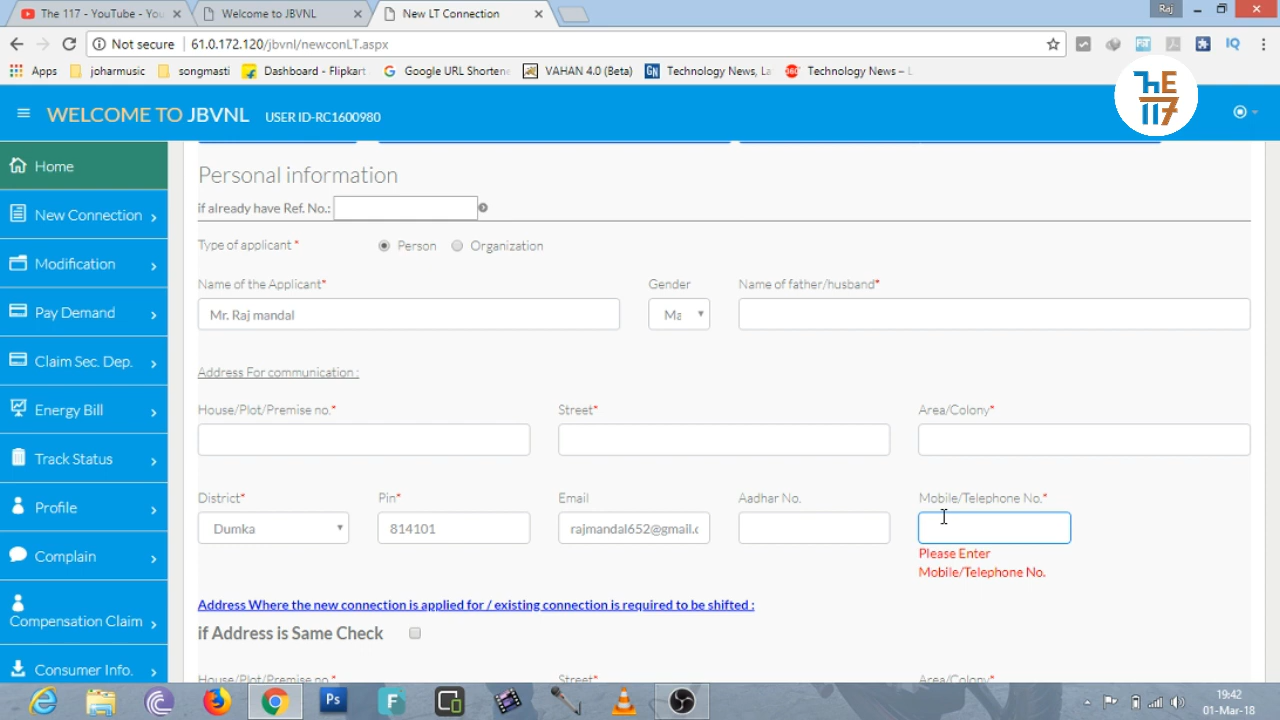 The 117 - YouTube - You
Welcome to JBVNL
New LT Connection
Raj
Not secure
61.0.172.120/jbvnl/newconLT.aspx
Apps
joharmusic
songmasti
Dashboard - Flipkart
Google URL Shortene
VAHAN 4.0 (Beta)
GN
Technology News, La
Technology News –
IQ
hE
117
WELCOME TO JBVNL
USER ID-RC1600980
Home
New Connection
Modification
Pay Demand
Claim Sec. Dep.
Energy Bill
Track Status
Profile
Complain
Compensation Claim
Consumer Info.
Personal information
if already have Ref. No.:
Type of applicant *
Person
Organization
Name of the Applicant*
Gender
Name of father/husband*
Mr. Raj mandal
Ma
Address For communication :
House/Plot/Premise no.*
Street*
Area/Colony*
District*
Pin*
Email
Aadhar No.
Mobile/Telephone No.*
Dumka
814101
rajmandal652@gmail.c
Please Enter
Mobile/Telephone No.
Address Where the new connection is applied for / existing connection is required to be shifted :
if Address is Same Check
House/Plot/Premise no.*
Street*
Area/Colony*
Ps
F
19:42
01-Mar-18